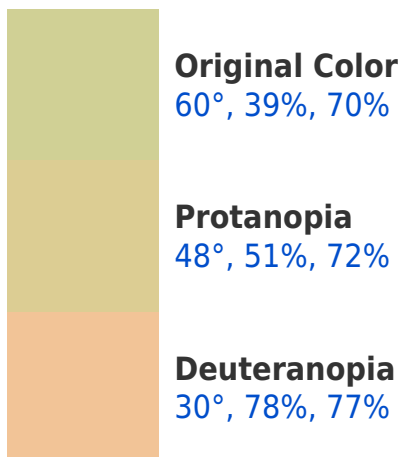 Original Color
60°, 39%, 70%
Protanopia
48°, 51%, 72%
Deuteranopia
30°, 78%, 77%